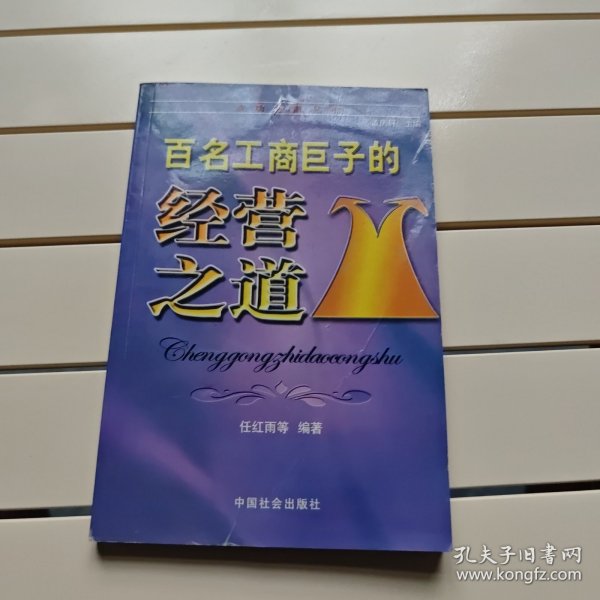 百名工商巨子的
经营
之道
Chenggongzhidaocongshu
任红雨等 编著
中国社会出版社
孔夫子旧书网
www.kongfz.com